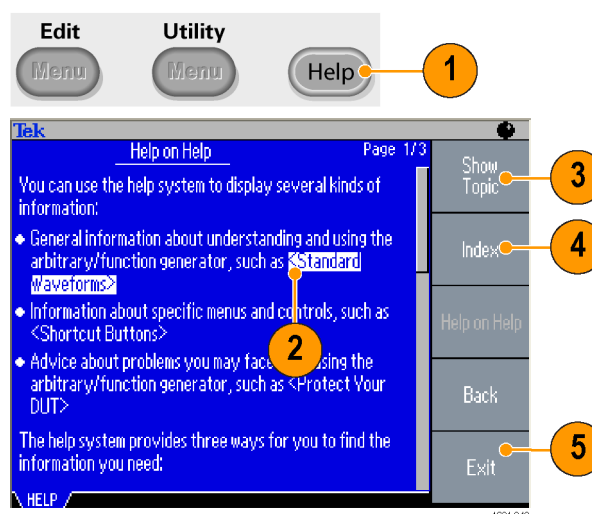 Edit Utility
Menu Menu Help 1
Tek
Help on Help Page 1/3
You can use the help system to display several kinds of
information:
General information about understanding and using the
arbitrary/function generator, such as <Standard
Waveforms>
Information about specific menus and controls, such as
<Shortcut Buttons>
2
Advice about problems you may face using the
arbitrary/function generator, such as <Protect Your
DUT>
The help system provides three ways for you to find the
information you need:
HELP
Show
Topic
3
Index
4
Help on Help
Back
Exit
5